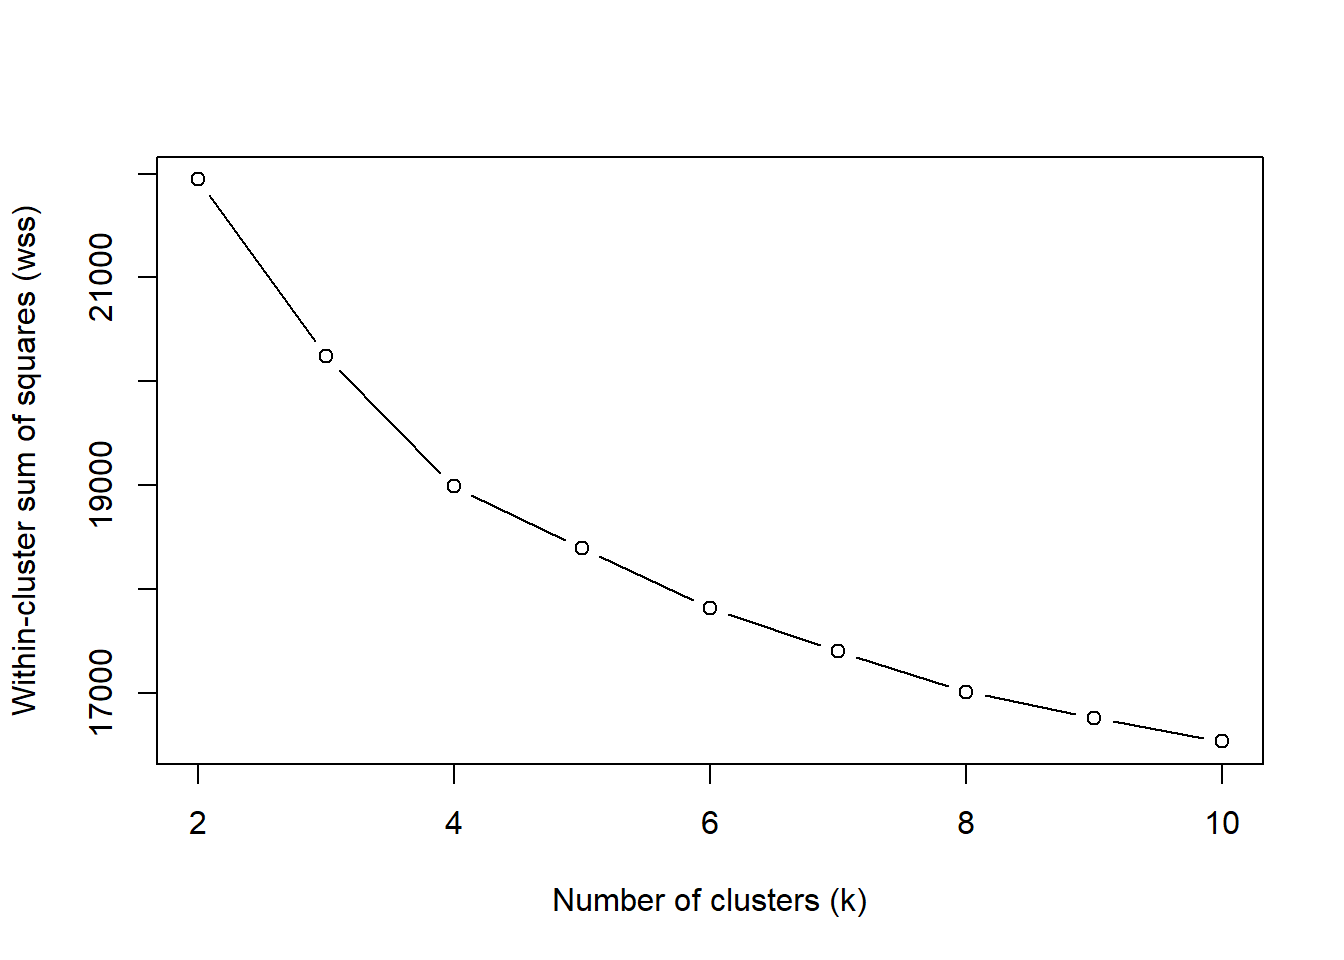 Within-cluster sum of squares (wss)
21000
19000
17000
2 4 6 8 10
Number of clusters (k)